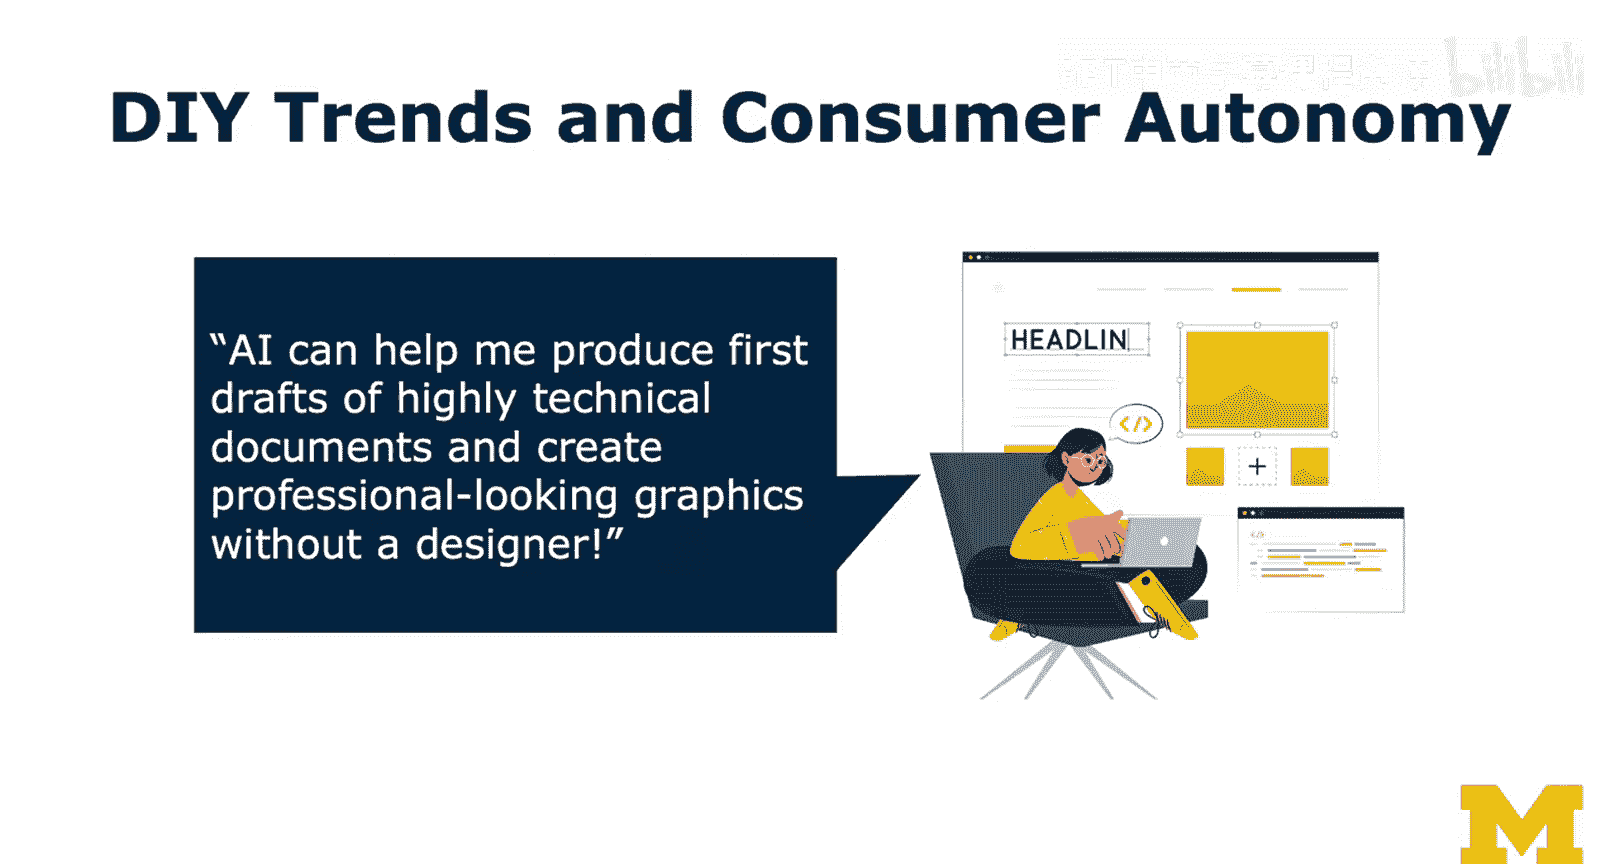 bilibili
DIY Trends and Consumer Autonomy
“AI can help me produce first
drafts of highly technical
documents and create
professional-looking graphics
without a designer!”
HEADLIN
</>
+
</>
M